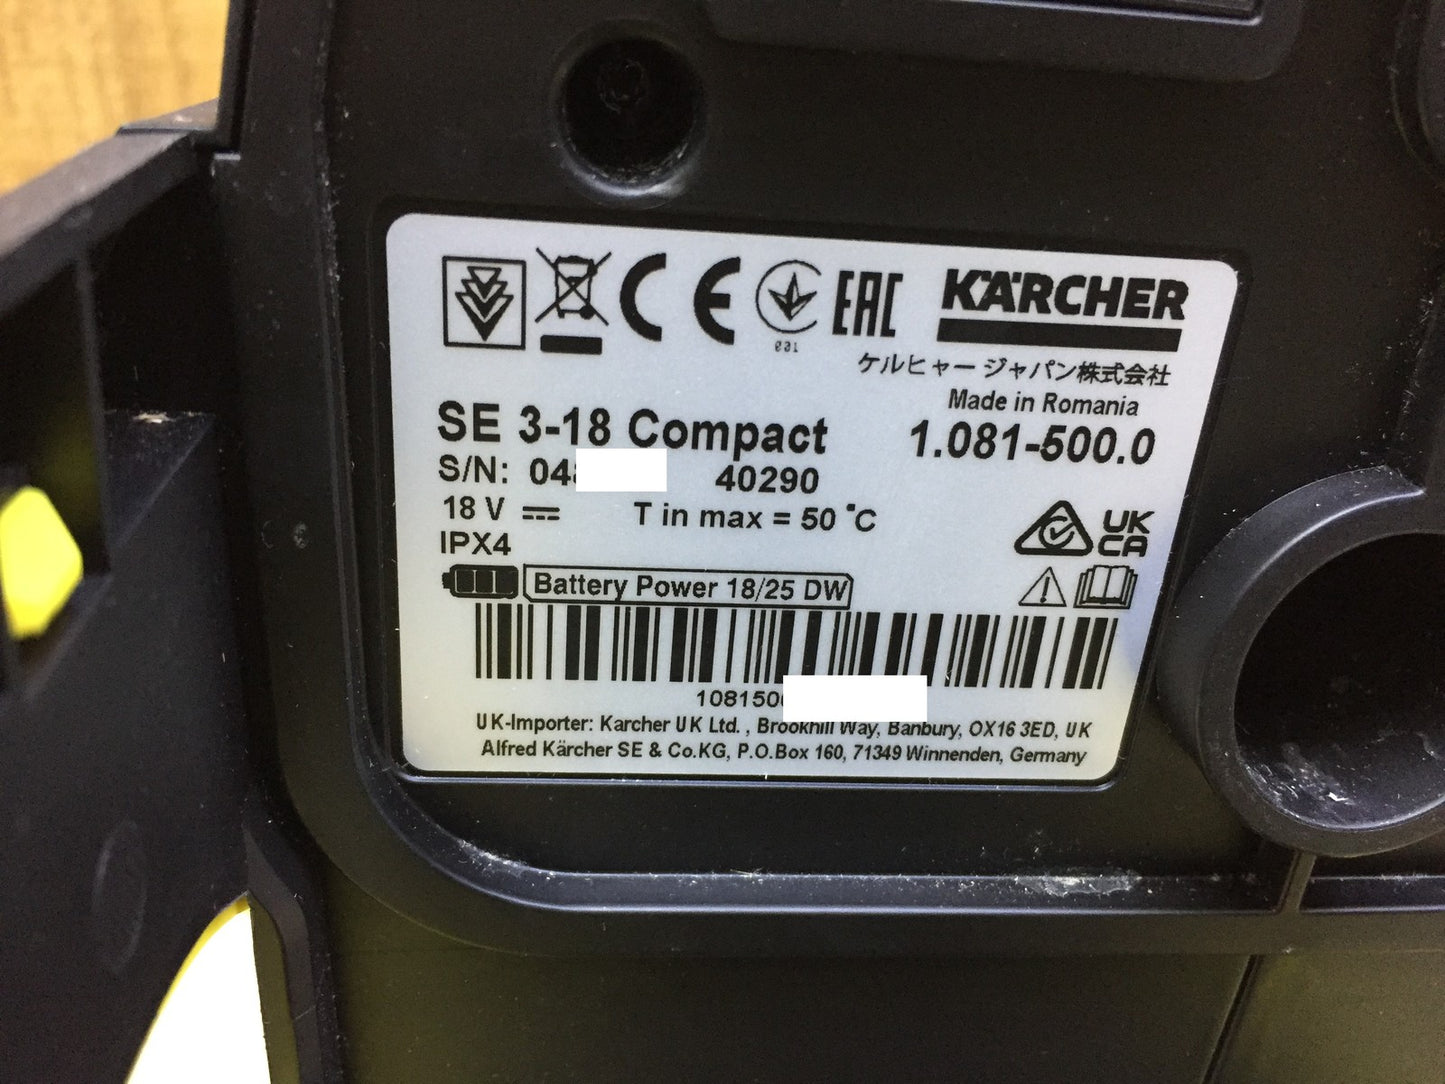 CE
EAC
KÄRCHER
ケルヒャー ジャパン株式会社
Made in Romania
SE 3-18 Compact 1.081-500.0
S/N: 04 40290
18 V T in max = 50 °C
UK
CA
IPX4
Battery Power 18/25 DW
108150
UK-Importer: Karcher UK Ltd. , Brookhill Way, Banbury, OX16 3ED, UK
Alfred Kärcher SE & Co.KG, P.O.Box 160, 71349 Winnenden, Germany